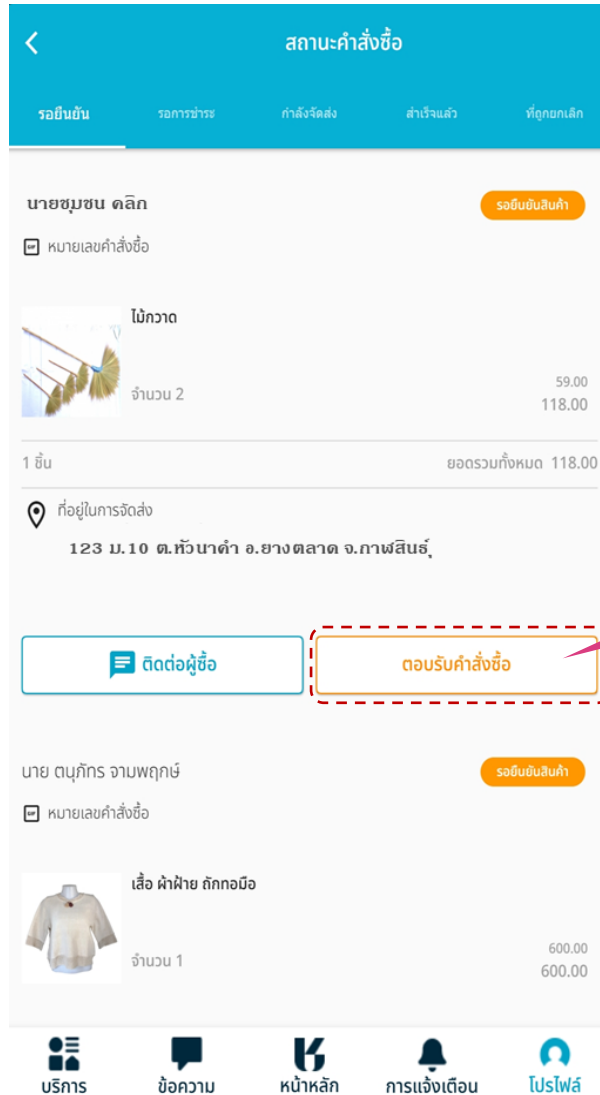 สถานะคำสั่งซื้อ
รอยืนยัน รอการชำระ กำลังจัดส่ง สำเร็จแล้ว ที่ถูกยกเลิก
นายชุมชน คลิก รอยืนยันสินค้า
หมายเลขคำสั่งซื้อ
ไม้กวาด
59.00
จำนวน 2
118.00
1 ชิ้น ยอดรวมทั้งหมด 118.00
ที่อยู่ในการจัดส่ง
123 ม.10 ต.หัวนาคำ อ.ยางตลาด จ.กาฬสินธุ์
ติดต่อผู้ซื้อ ตอบรับคำสั่งซื้อ
นาย ตนุภัทร จามพฤกษ์ รอยืนยันสินค้า
หมายเลขคำสั่งซื้อ
เสื้อ ผ้าฝ้าย ถักทอมือ
600.00
จำนวน 1
600.00
บริการ ข้อความ หน้าหลัก การแจ้งเตือน โปรไฟล์